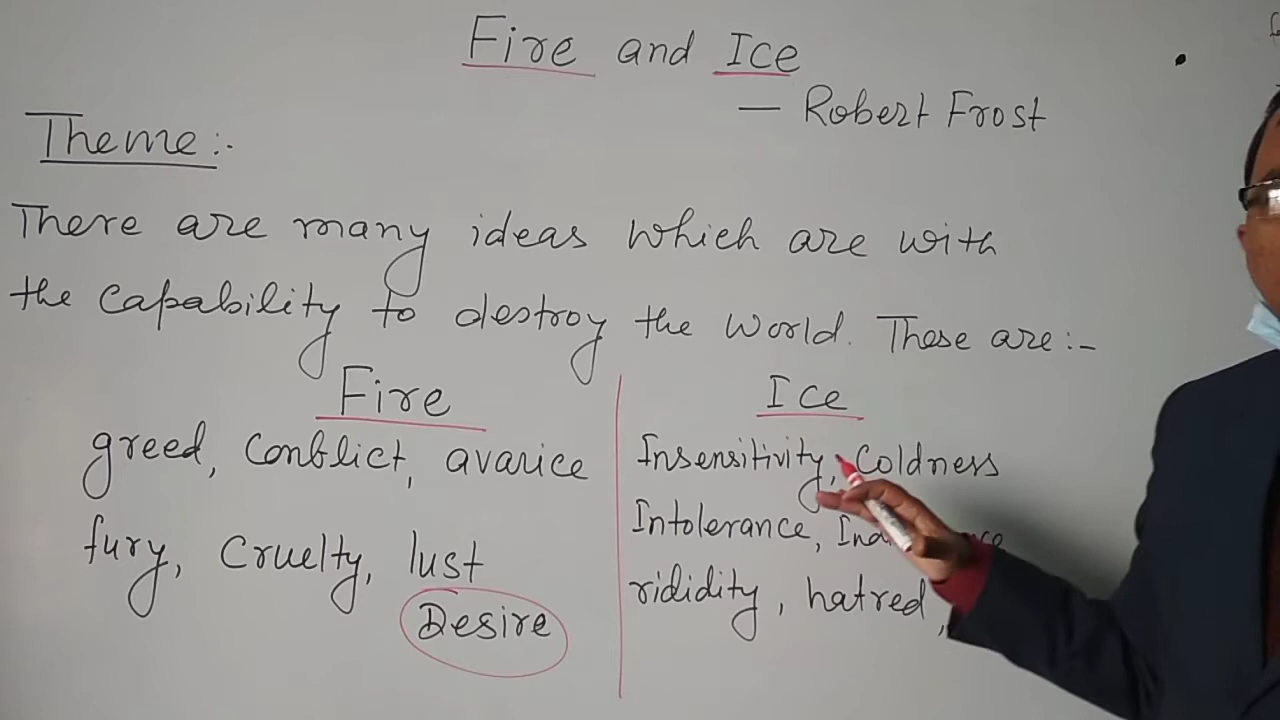 Fire and Ice
— Robert Frost
Theme:-
There are many ideas which are with
the capability to destroy the world. These are:-
Fire
greed, Conflict, avarice
fury, Cruelty, lust
Desire
Ice
Insensitivity, Coldness
Intolerance,
rididity, hatred,